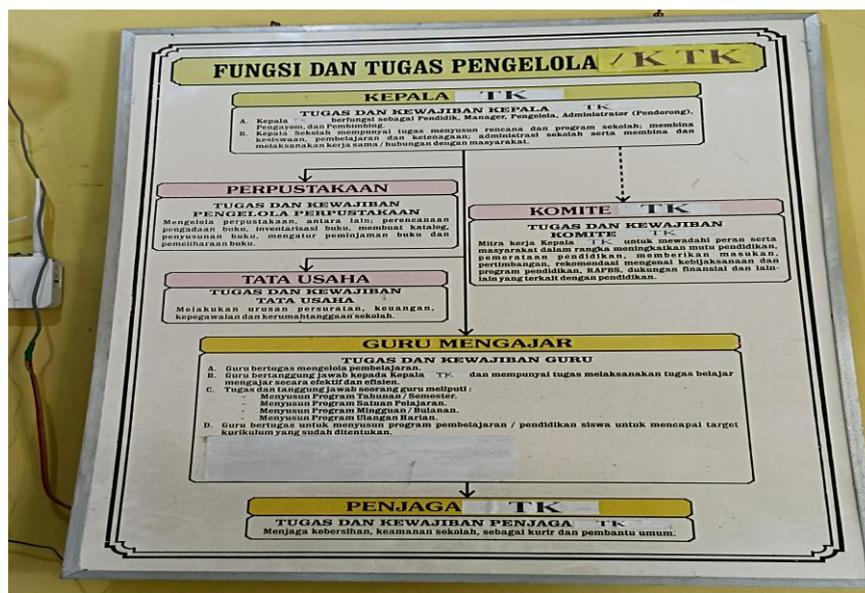 FUNGSI DAN TUGAS PENGELOLA / K TK
KEPALA TK
TUGAS DAN KEWAJIBAN KEPALA TK
A. Kepala TK berfungsi sebagai Pendidik, Manager, Pengelola, Administrator (Pendorong),
Pengayem, dan Pembimbing.
B. Kepala Sekolah mempunyai tugas menyusun rencana dan program sekolah; membina
kesiswaan, pembelajaran dan ketenagaan; administrasi sekolah serta membina dan
melaksanakan kerja sama / hubungan dengan masyarakat.
PERPUSTAKAAN
TUGAS DAN KEWAJIBAN
PENGELOLA PERPUSTAKAAN
Mengelola perpustakaan, antara lain; perencanaan
pengadaan buku, inventarisasi buku, membuat katalog,
penyusunan buku, mengatur peminjaman buku dan
pemeliharaan buku.
KOMITE TK
TUGAS DAN KEWAJIBAN
KOMITE TK
Mitra kerja Kepala TK untuk mewadahi peran serta
masyarakat dalam rangka meningkatkan mutu pendidikan,
pemerataan pendidikan, memberikan masukan,
pertimbangan, rekomendasi mengenai kebijaksanaan dan
program pendidikan, RAPBS, dukungan finansial dan lain-
lain yang terkait dengan pendidikan.
TATA USAHA
TUGAS DAN KEWAJIBAN
TATA USAHA
Melakukan urusan persuratan, keuangan,
kepegawaian dan kerumahtanggaan sekolah.
GURU MENGAJAR
TUGAS DAN KEWAJIBAN GURU
A. Guru bertugas mengelola pembelajaran.
B. Guru bertanggung jawab kepada Kepala TK dan mempunyai tugas melaksanakan tugas belajar
mengajar secara efektif dan efisien.
C. Tugas dan tanggung jawab seorang guru meliputi :
- Menyusun Program Tahunan / Semester.
- Menyusun Program Satuan Pelajaran.
- Menyusun Program Mingguan / Bulanan.
- Menyusun Program Ulangan Harian.
D. Guru bertugas untuk menyusun program pembelajaran / pendidikan siswa untuk mencapai target
kurikulum yang sudah ditentukan.
PENJAGA TK
TUGAS DAN KEWAJIBAN PENJAGA TK
Menjaga kebersihan, keamanan sekolah, sebagai kurir dan pembantu umum.